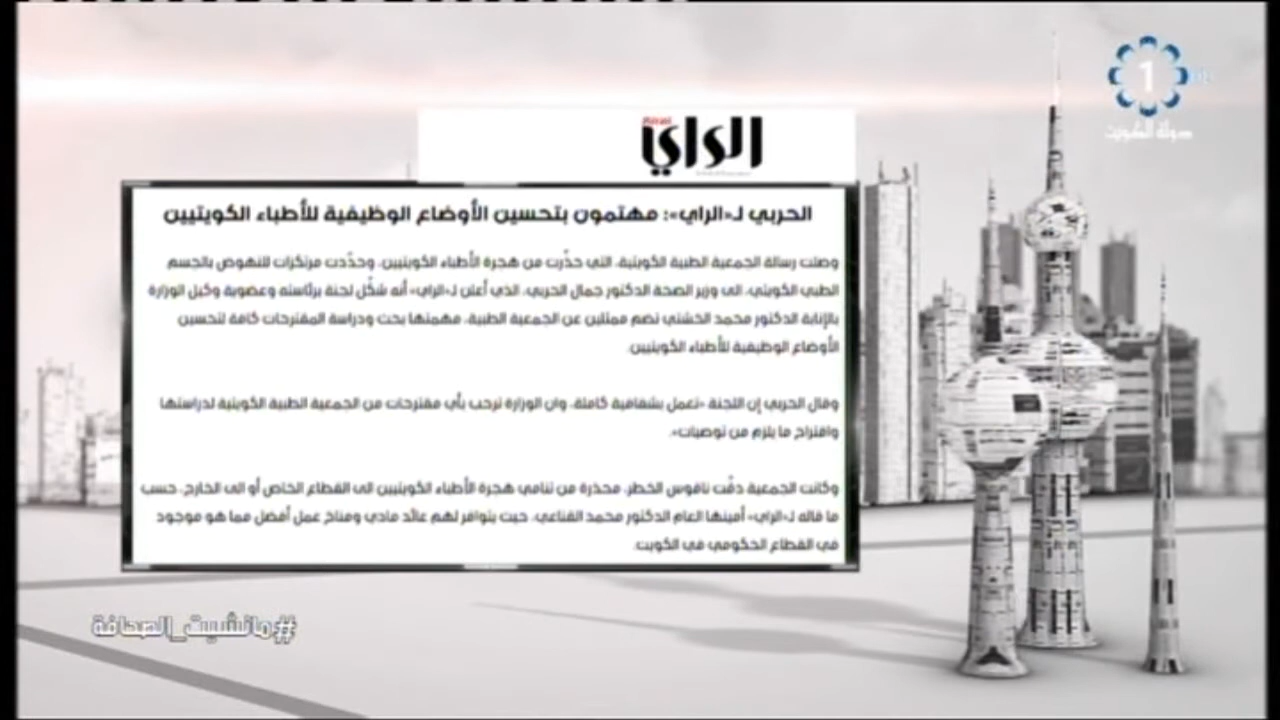 1
دولة الكويت
الراي
الحربي لـ«الراي»: مهتمون بتحسين الأوضاع الوظيفية للأطباء الكويتيين
وصلت رسالة الجمعية الطبية الكويتية، التي حذّرت من هجرة الأطباء الكويتيين، وحدّدت مرتكزات للنهوض بالجسم
الطبي الكويتي، الى وزير الصحة الدكتور جمال الحربي، الذي أعلن لـ«الراي» أنه شكّل لجنة برئاسته وعضوية وكيل الوزارة
بالإنابة الدكتور محمد الخشتي تضم ممثلين عن الجمعية الطبية، مهمتها بحث ودراسة المقترحات كافة لتحسين
الأوضاع الوظيفية للأطباء الكويتيين.
وقال الحربي إن اللجنة «تعمل بشفافية كاملة، وان الوزارة ترحب بأي مقترحات من الجمعية الطبية الكويتية لدراستها
واقتراح ما يلزم من توصيات».
وكانت الجمعية دقّت ناقوس الخطر، محذرة من تنامي هجرة الأطباء الكويتيين الى القطاع الخاص أو الى الخارج، حسب
ما قاله لـ«الراي» أمينها العام الدكتور محمد القناعي، حيث يتوافر لهم عائد مادي ومناخ عمل أفضل مما هو موجود
في القطاع الحكومي في الكويت.
#مانشيت_الصحافة